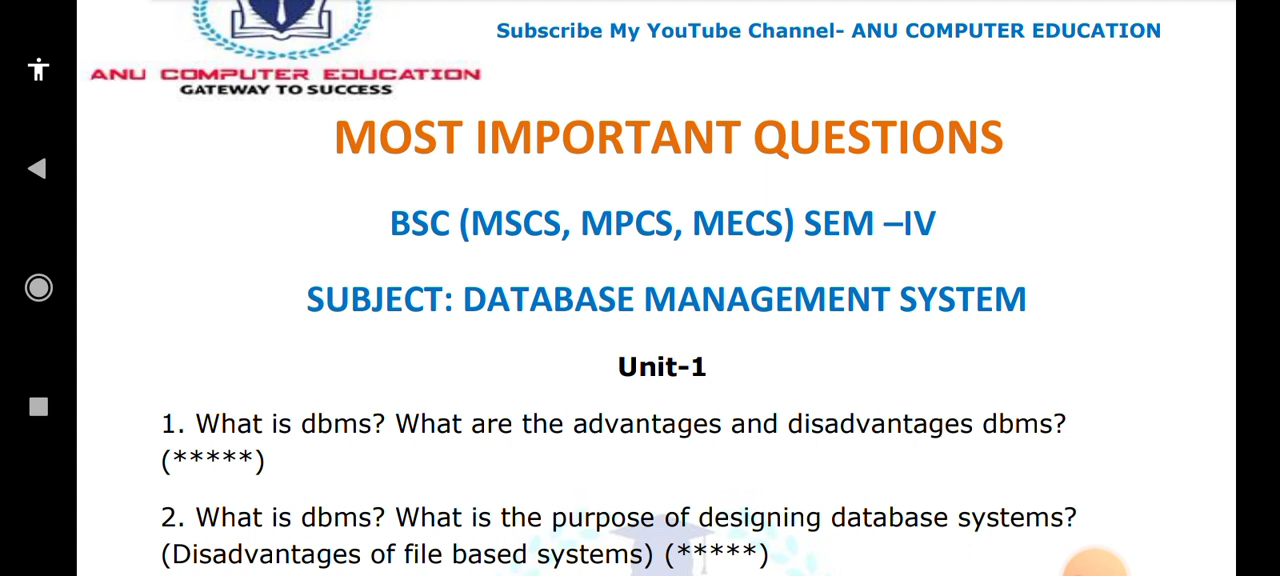 Subscribe My YouTube Channel- ANU COMPUTER EDUCATION
ANU COMPUTER EDUCATION
GATEWAY TO SUCCESS
MOST IMPORTANT QUESTIONS
BSC (MSCS, MPCS, MECS) SEM –IV
SUBJECT: DATABASE MANAGEMENT SYSTEM
Unit-1
1. What is dbms? What are the advantages and disadvantages dbms?
(*****)
2. What is dbms? What is the purpose of designing database systems?
(Disadvantages of file based systems) (*****)